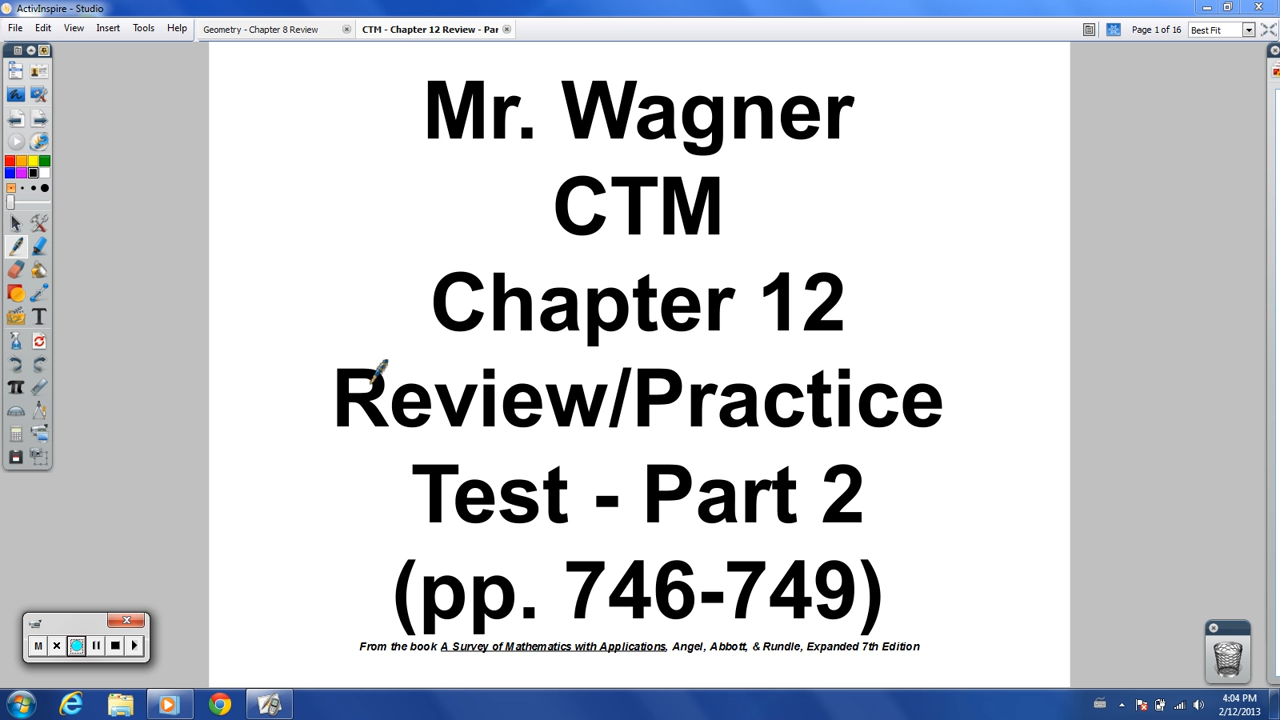 ActivInspire - Studio
File Edit View Insert Tools Help
Geometry - Chapter 8 Review
CTM - Chapter 12 Review - Par
Page 1 of 16
Best Fit
Mr. Wagner
CTM
Chapter 12
Review/Practice
Test - Part 2
(pp. 746-749)
From the book A Survey of Mathematics with Applications, Angel, Abbott, & Rundle, Expanded 7th Edition
M
4:04 PM
2/12/2013